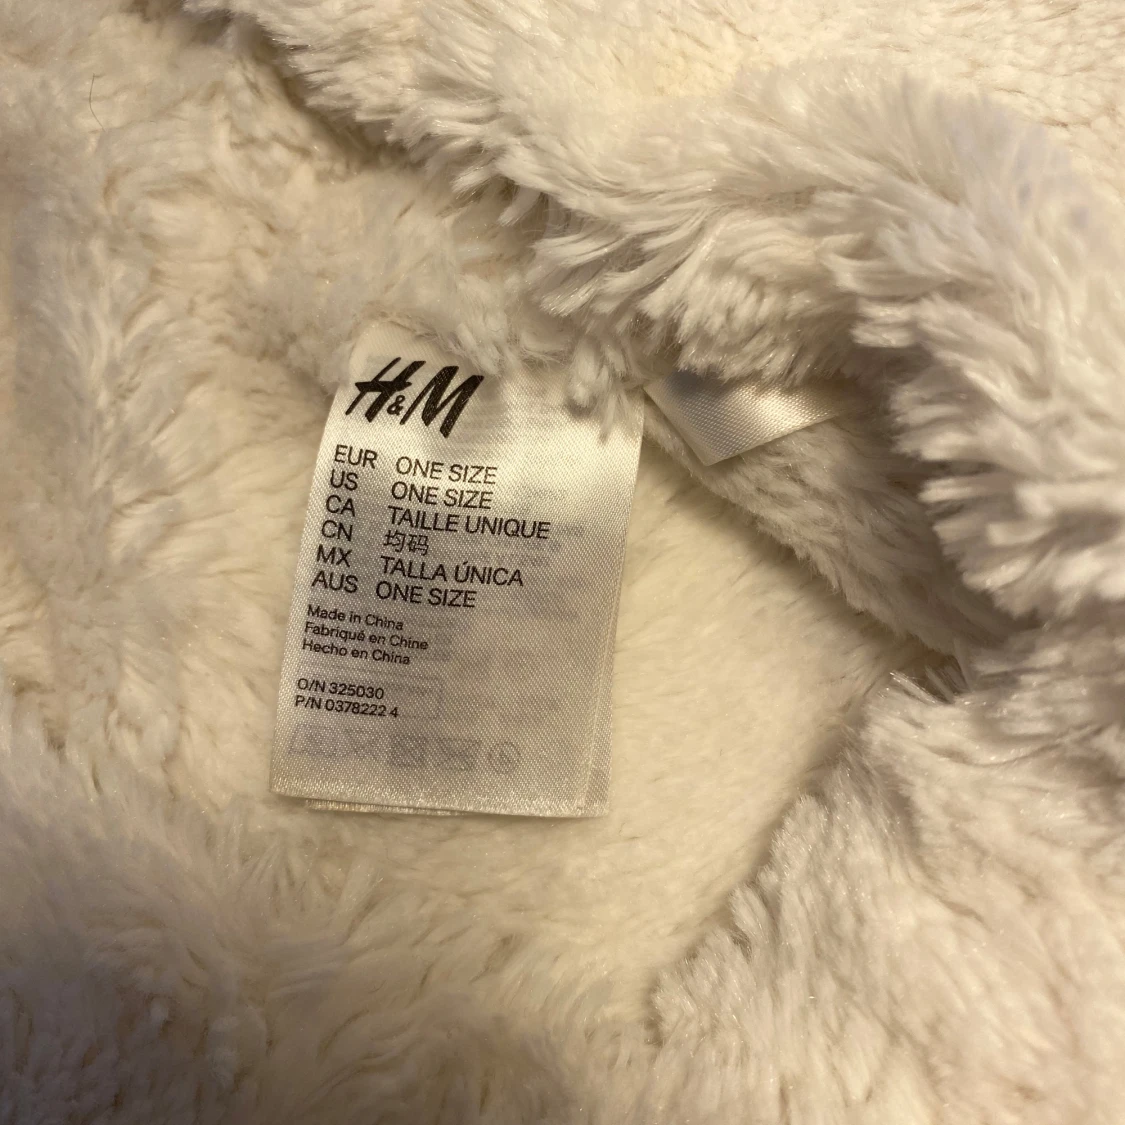 H&M
EUR ONE SIZE
US ONE SIZE
CA TAILLE UNIQUE
CN 均码
MX TALLA ÚNICA
AUS ONE SIZE
Made in China
Fabriqué en Chine
Hecho en China
O/N 325030
P/N 0378222 4